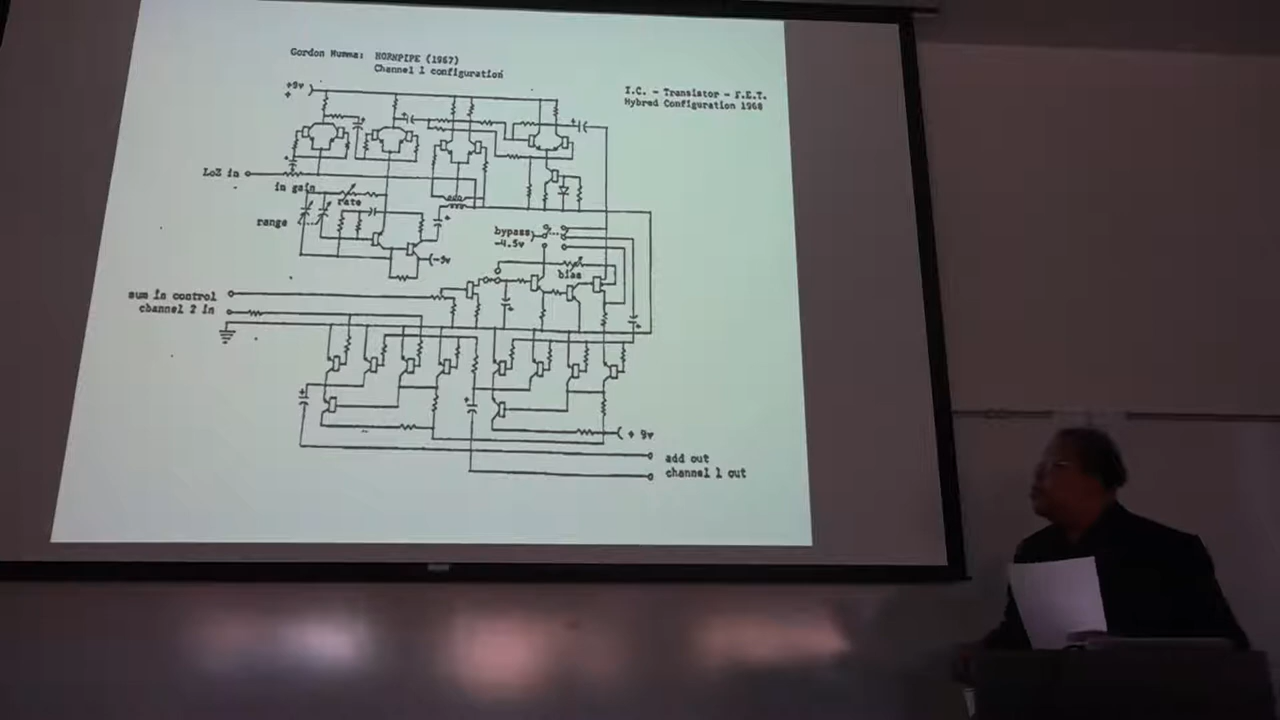 Gordon Mumma: HORNPIPE (1967)
Channel 1 configuration
I.C. - Transistor - F.E.T.
Hybred Configuration 1968
+9v
+
LoZ in
in gain
rate
range
bypass
-4.5v
-9v
bias
sum in control
channel 2 in
+ 9v
add out
channel 1 out